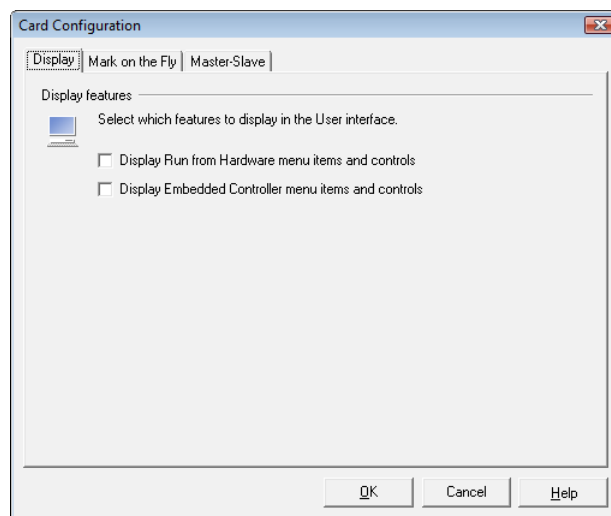 Card Configuration
Display Mark on the Fly Master-Slave
Display features
Select which features to display in the User interface.
Display Run from Hardware menu items and controls
Display Embedded Controller menu items and controls
OK Cancel Help